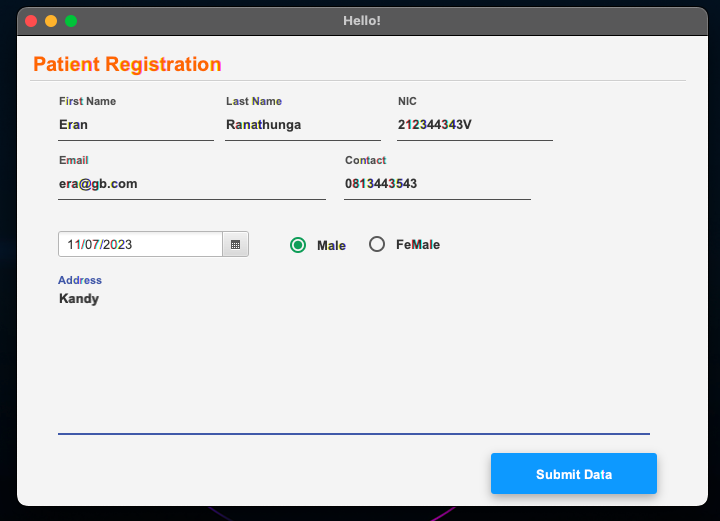 Hello!
Patient Registration
First Name Last Name NIC
Eran Ranathunga 212344343V
Email Contact
era@gb.com 0813443543
11/07/2023 Male FeMale
Address
Kandy
Submit Data